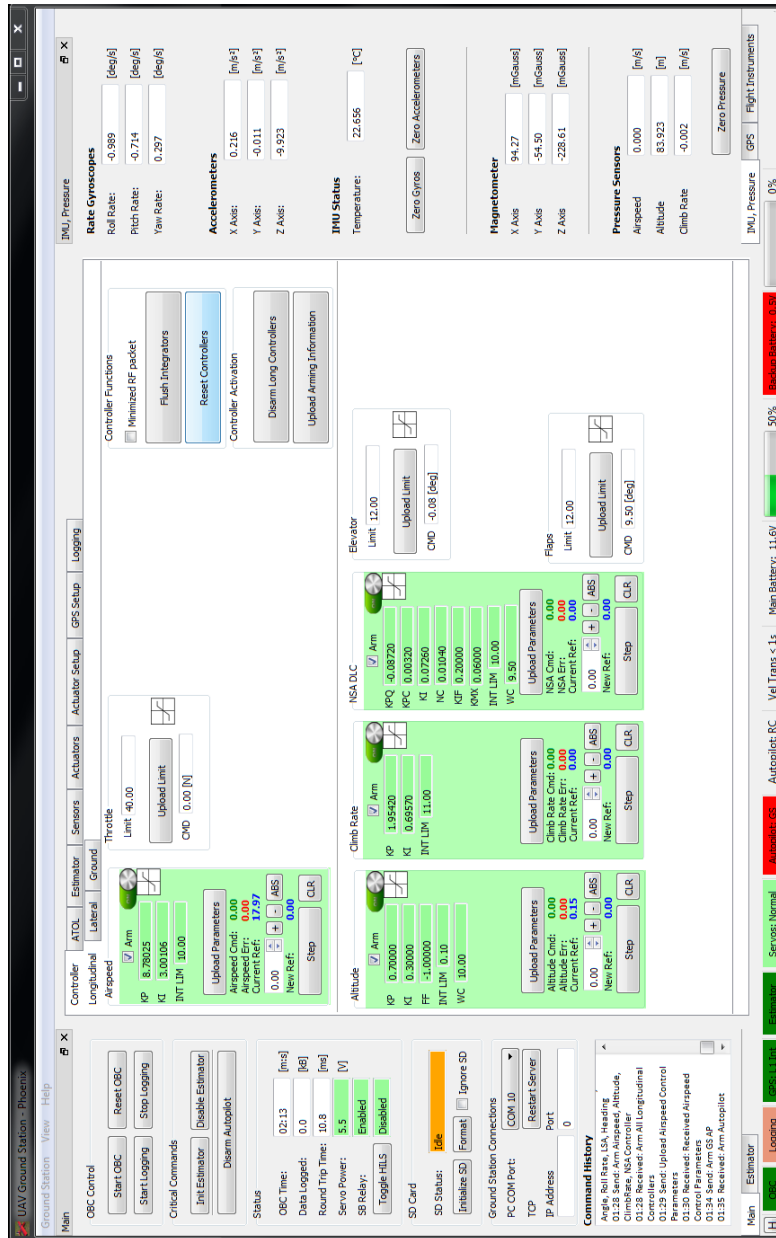 UAV Ground Station - Phoenix
Ground Station View Help
Main
OBC Control
Start OBC Reset OBC
Start Logging Stop Logging
Critical Commands
Init Estimator Disable Estimator
Disarm Autopilot
Status
OBC Time: 02:13 [m:s]
Data Logged: 0.0 [kB]
Round Trip Time: 10.8 [ms]
Servo Power: 5.5 [V]
SB Relay: Enabled
Toggle HILS Disabled
SD Card
SD Status: Idle
Initialize SD Format Ignore SD
Ground Station Connections
PC COM Port: COM 10
TCP Restart Server
IP Address Port
0
Command History
Angle, Roll Rate, LSA, Heading
01:28 Send: Arm Airspeed, Altitude,
ClimbRate, NSA Controller
01:28 Received: Arm All Longitudinal
Controllers
01:29 Send: Upload Airspeed Control
Parameters
01:30 Received: Received Airspeed
Control Parameters
01:34 Send: Arm GS AP
01:35 Received: Arm Autopilot
Main Estimator
Controller ATOL Estimator Sensors Actuators Actuator Setup GPS Setup Logging
Longitudinal Lateral Ground
Airspeed
Arm
KP 8.78025
KI 3.00106
INT LIM 10.00
Upload Parameters
Airspeed Cmd: 0.00
Airspeed Err: 0.00
Current Ref: 17.97
0.00 + - ABS
New Ref: 0.00
Step CLR
Throttle
Limit 40.00
Upload Limit
CMD 0.00 [N]
Controller Functions
Minimized RF packet
Flush Integrators
Reset Controllers
Controller Activation
Disarm Long Controllers
Upload Arming Information
Altitude
Arm
KP 0.70000
KI 0.30000
FF -1.00000
INT LIM 0.10
WC 10.00
Upload Parameters
Altitude Cmd: 0.00
Altitude Err: 0.00
Current Ref: 0.15
0.00 + - ABS
New Ref: 0.00
Step CLR
Climb Rate
Arm
KP 1.95420
KI 0.69570
INT LIM 11.00
Upload Parameters
Climb Rate Cmd: 0.00
Climb Rate Err: 0.00
Current Ref: 0.00
0.00 + - ABS
New Ref: 0.00
Step CLR
NSA DLC
Arm
KPQ -0.08720
KPC 0.00320
KI 0.07260
NC 0.01040
KIF 0.20000
KMX 0.06000
INT LIM 10.00
WC 9.50
Upload Parameters
NSA Cmd: 0.00
NSA Err: 0.00
Current Ref: 0.00
0.00 + - ABS
New Ref: 0.00
Step CLR
Elevator
Limit 12.00
Upload Limit
CMD -0.08 [deg]
Flaps
Limit 12.00
Upload Limit
CMD 9.50 [deg]
IMU, Pressure
Rate Gyroscopes
Roll Rate: -0.989 [deg/s]
Pitch Rate: -0.714 [deg/s]
Yaw Rate: 0.297 [deg/s]
Accelerometers
X Axis: 0.216 [m/s²]
Y Axis: -0.011 [m/s²]
Z Axis: -9.923 [m/s²]
IMU Status
Temperature: 22.656 [°C]
Zero Gyros Zero Accelerometers
Magnetometer
X Axis 94.27 [mGauss]
Y Axis -54.50 [mGauss]
Z Axis -228.61 [mGauss]
Pressure Sensors
Airspeed 0.000 [m/s]
Altitude 83.923 [m]
Climb Rate -0.002 [m/s]
Zero Pressure
IMU, Pressure GPS Flight Instruments
H OBC Logging GPS: L1 Int Estimator Servos: Normal Autopilot: GS Autopilot: RC Vel Trans < 1s Main Battery: 11.6V 50% Backup Battery: 0.5V 0%